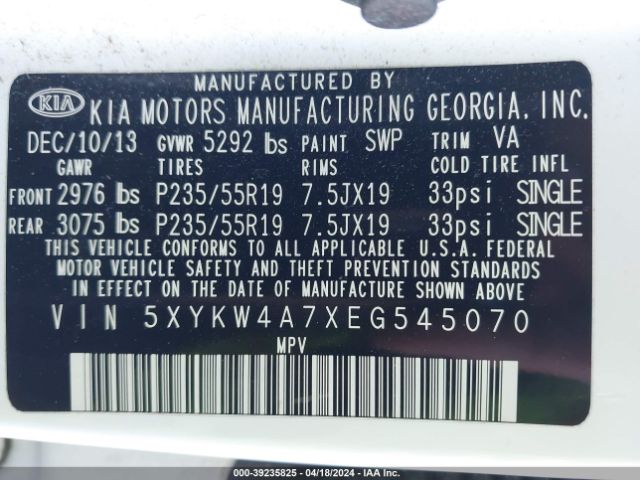 MANUFACTURED BY
KIA KIA MOTORS MANUFACTURING GEORGIA, INC.
DEC/10/13 GVWR 5292 lbs PAINT SWP TRIM VA
GAWR TIRES RIMS COLD TIRE INFL
FRONT 2976 lbs P235/55R19 7.5JX19 33psi SINGLE
REAR 3075 lbs P235/55R19 7.5JX19 33psi SINGLE
THIS VEHICLE CONFORMS TO ALL APPLICABLE U.S.A. FEDERAL
MOTOR VEHICLE SAFETY AND THEFT PREVENTION STANDARDS
IN EFFECT ON THE DATE OF MANUFACTURE SHOWN ABOVE.
VIN 5XYKW4A7XEG545070
MPV
000-39235825 - 04/18/2024 - IAAI.COM